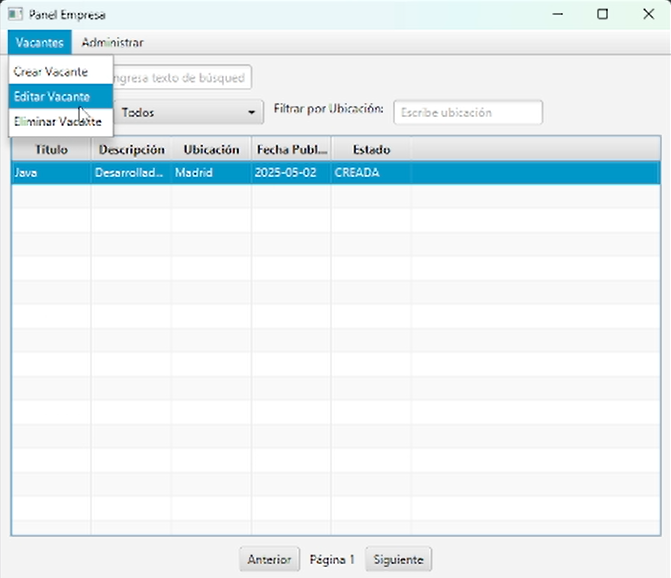 Panel Empresa
Vacantes Administrar
Crear Vacante
Editar Vacante
Eliminar Vacante
ngresa texto de búsqued
Todos
Filtrar por Ubicación:
Escribe ubicación
Título Descripción Ubicación Fecha Publ... Estado
Java Desarrollad... Madrid 2025-05-02 CREADA
Anterior Página 1 Siguiente